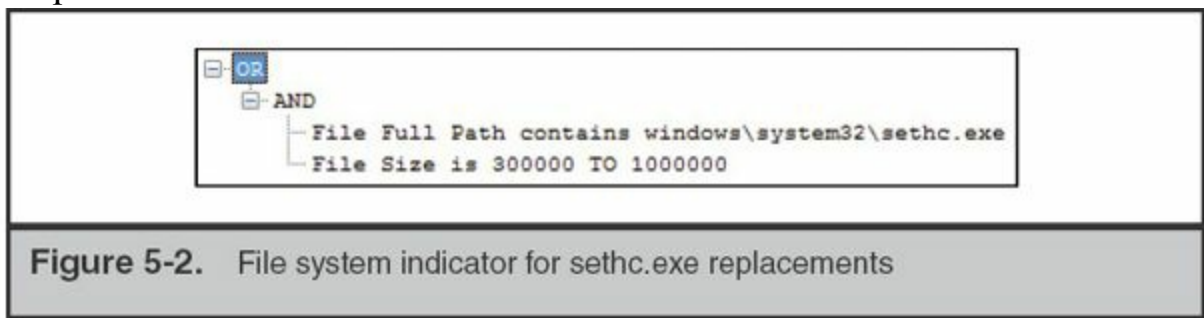 OR
AND
File Full Path contains windows\system32\sethc.exe
File Size is 300000 TO 1000000
Figure 5-2. File system indicator for sethc.exe replacements